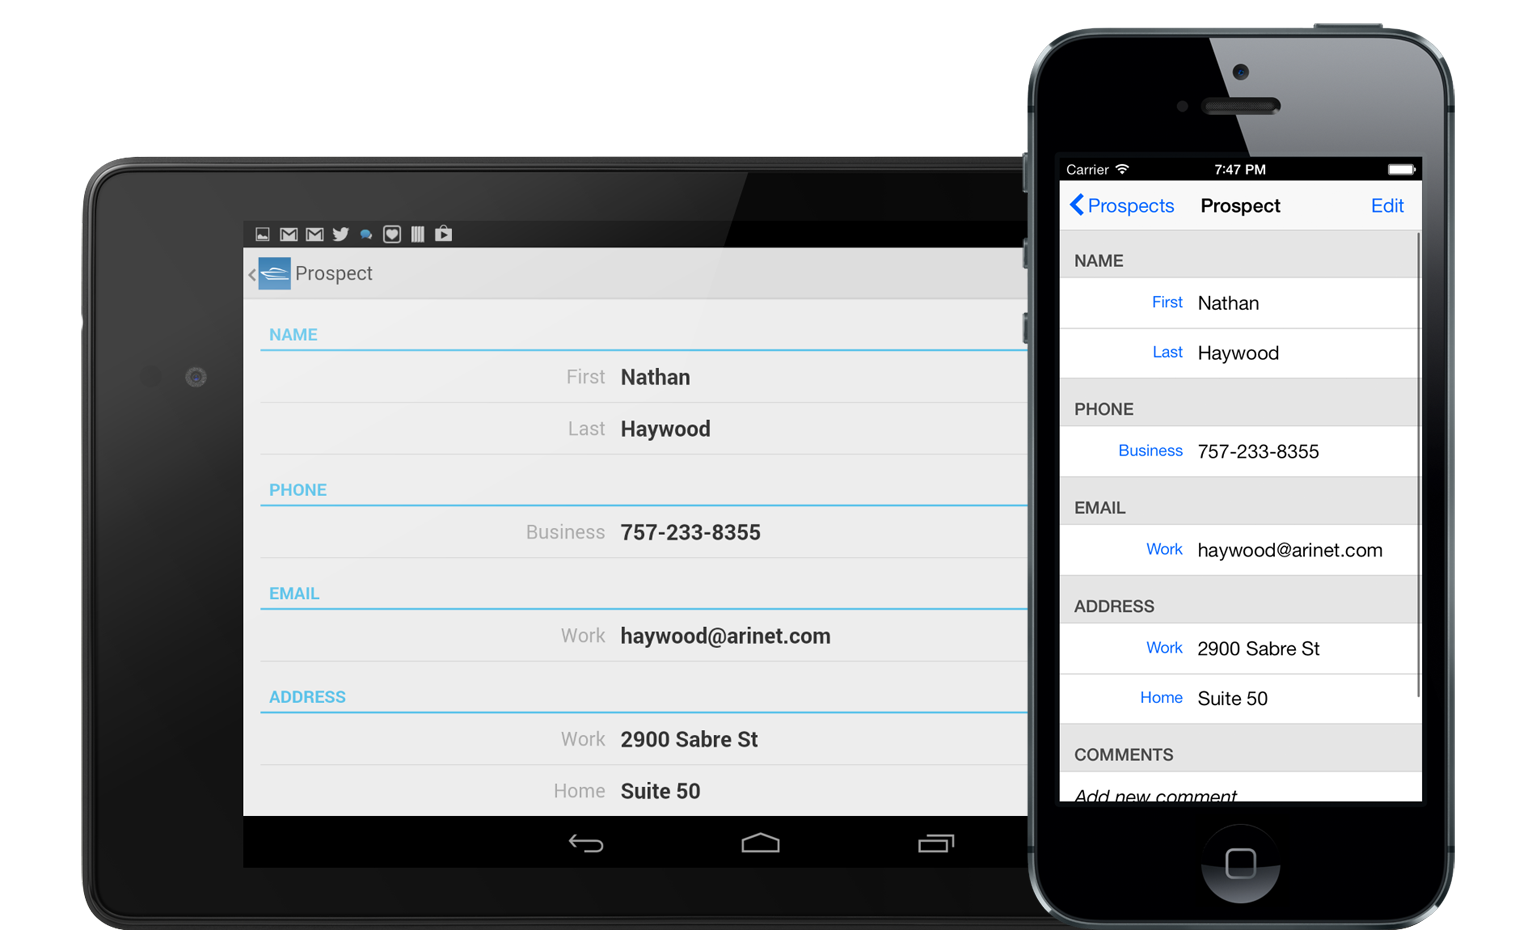 Prospect
NAME
First Nathan
Last Haywood
PHONE
Business 757-233-8355
EMAIL
Work haywood@arinet.com
ADDRESS
Work 2900 Sabre St
Home Suite 50
Carrier 7:47 PM
Prospects Prospect Edit
NAME
First Nathan
Last Haywood
PHONE
Business 757-233-8355
EMAIL
Work haywood@arinet.com
ADDRESS
Work 2900 Sabre St
Home Suite 50
COMMENTS
Add new comment